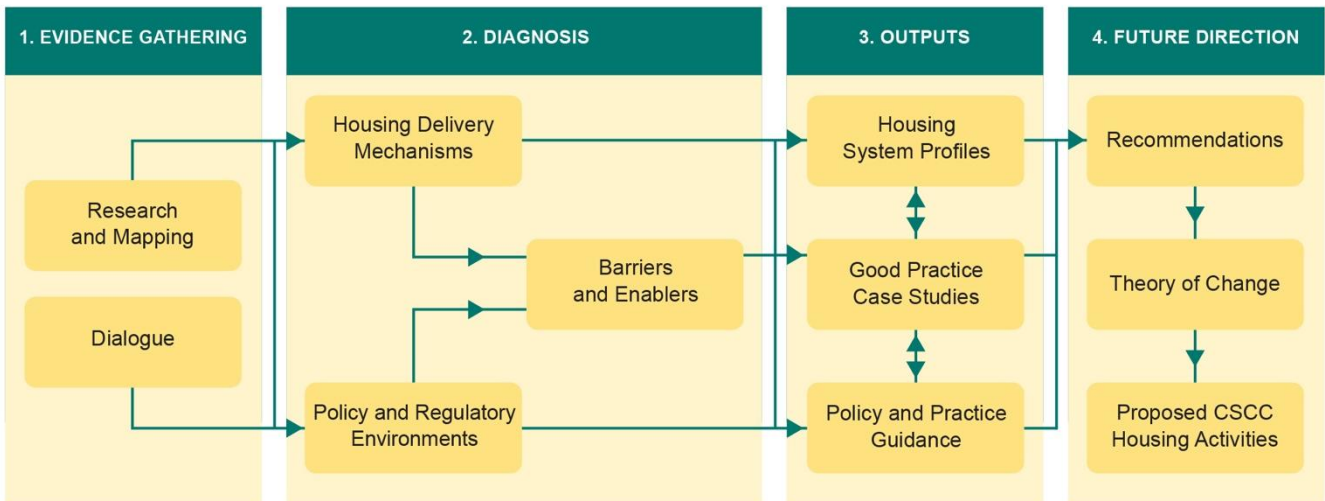 1. EVIDENCE GATHERING
Research
and Mapping
Dialogue
2. DIAGNOSIS
Housing Delivery
Mechanisms
Barriers
and Enablers
Policy and Regulatory
Environments
3. OUTPUTS
Housing
System Profiles
Good Practice
Case Studies
Policy and Practice
Guidance
4. FUTURE DIRECTION
Recommendations
Theory of Change
Proposed CSCC
Housing Activities